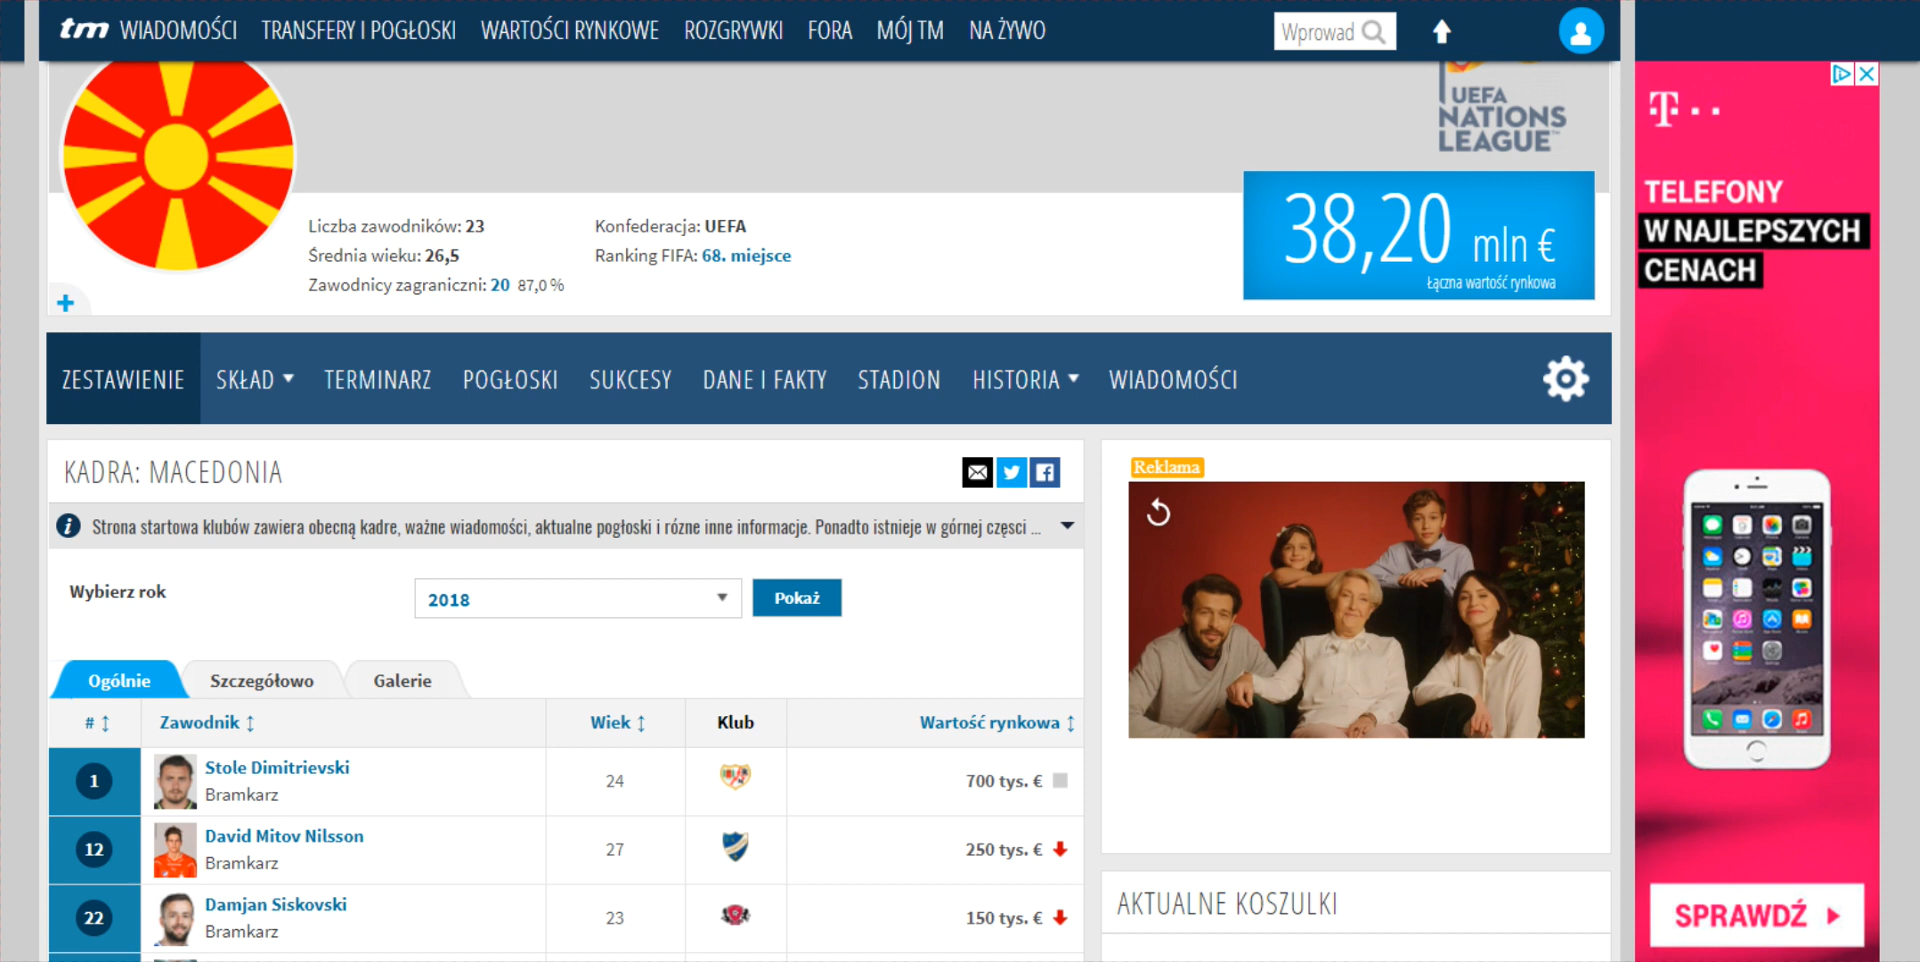 tm WIADOMOŚCI TRANSFERY I POGŁOSKI WARTOŚCI RYNKOWE ROZGRYWKI FORA MÓJ TM NA ŻYWO Wprowad
UEFA
NATIONS
LEAGUE™
Liczba zawodników: 23
Średnia wieku: 26,5
Zawodnicy zagraniczni: 20 87,0 %
Konfederacja: UEFA
Ranking FIFA: 68. miejsce
38,20 mln €
Łączna wartość rynkowa
ZESTAWIENIE SKŁAD TERMINARZ POGŁOSKI SUKCESY DANE I FAKTY STADION HISTORIA WIADOMOŚCI
KADRA: MACEDONIA
Strona startowa klubów zawiera obecną kadre, ważne wiadomości, aktualne pogłoski i rózne inne informacje. Ponadto istnieje w górnej częsci ...
Wybierz rok
2018
Pokaż
Ogólnie Szczegółowo Galerie
# Zawodnik Wiek Klub Wartość rynkowa
1 Stole Dimitrievski 24 700 tys. €
Bramkarz
12 David Mitov Nilsson 27 250 tys. €
Bramkarz
22 Damjan Siskovski 23 150 tys. €
Bramkarz
Reklama
AKTUALNE KOSZULKI
T
TELEFONY
W NAJLEPSZYCH
CENACH
SPRAWDŹ